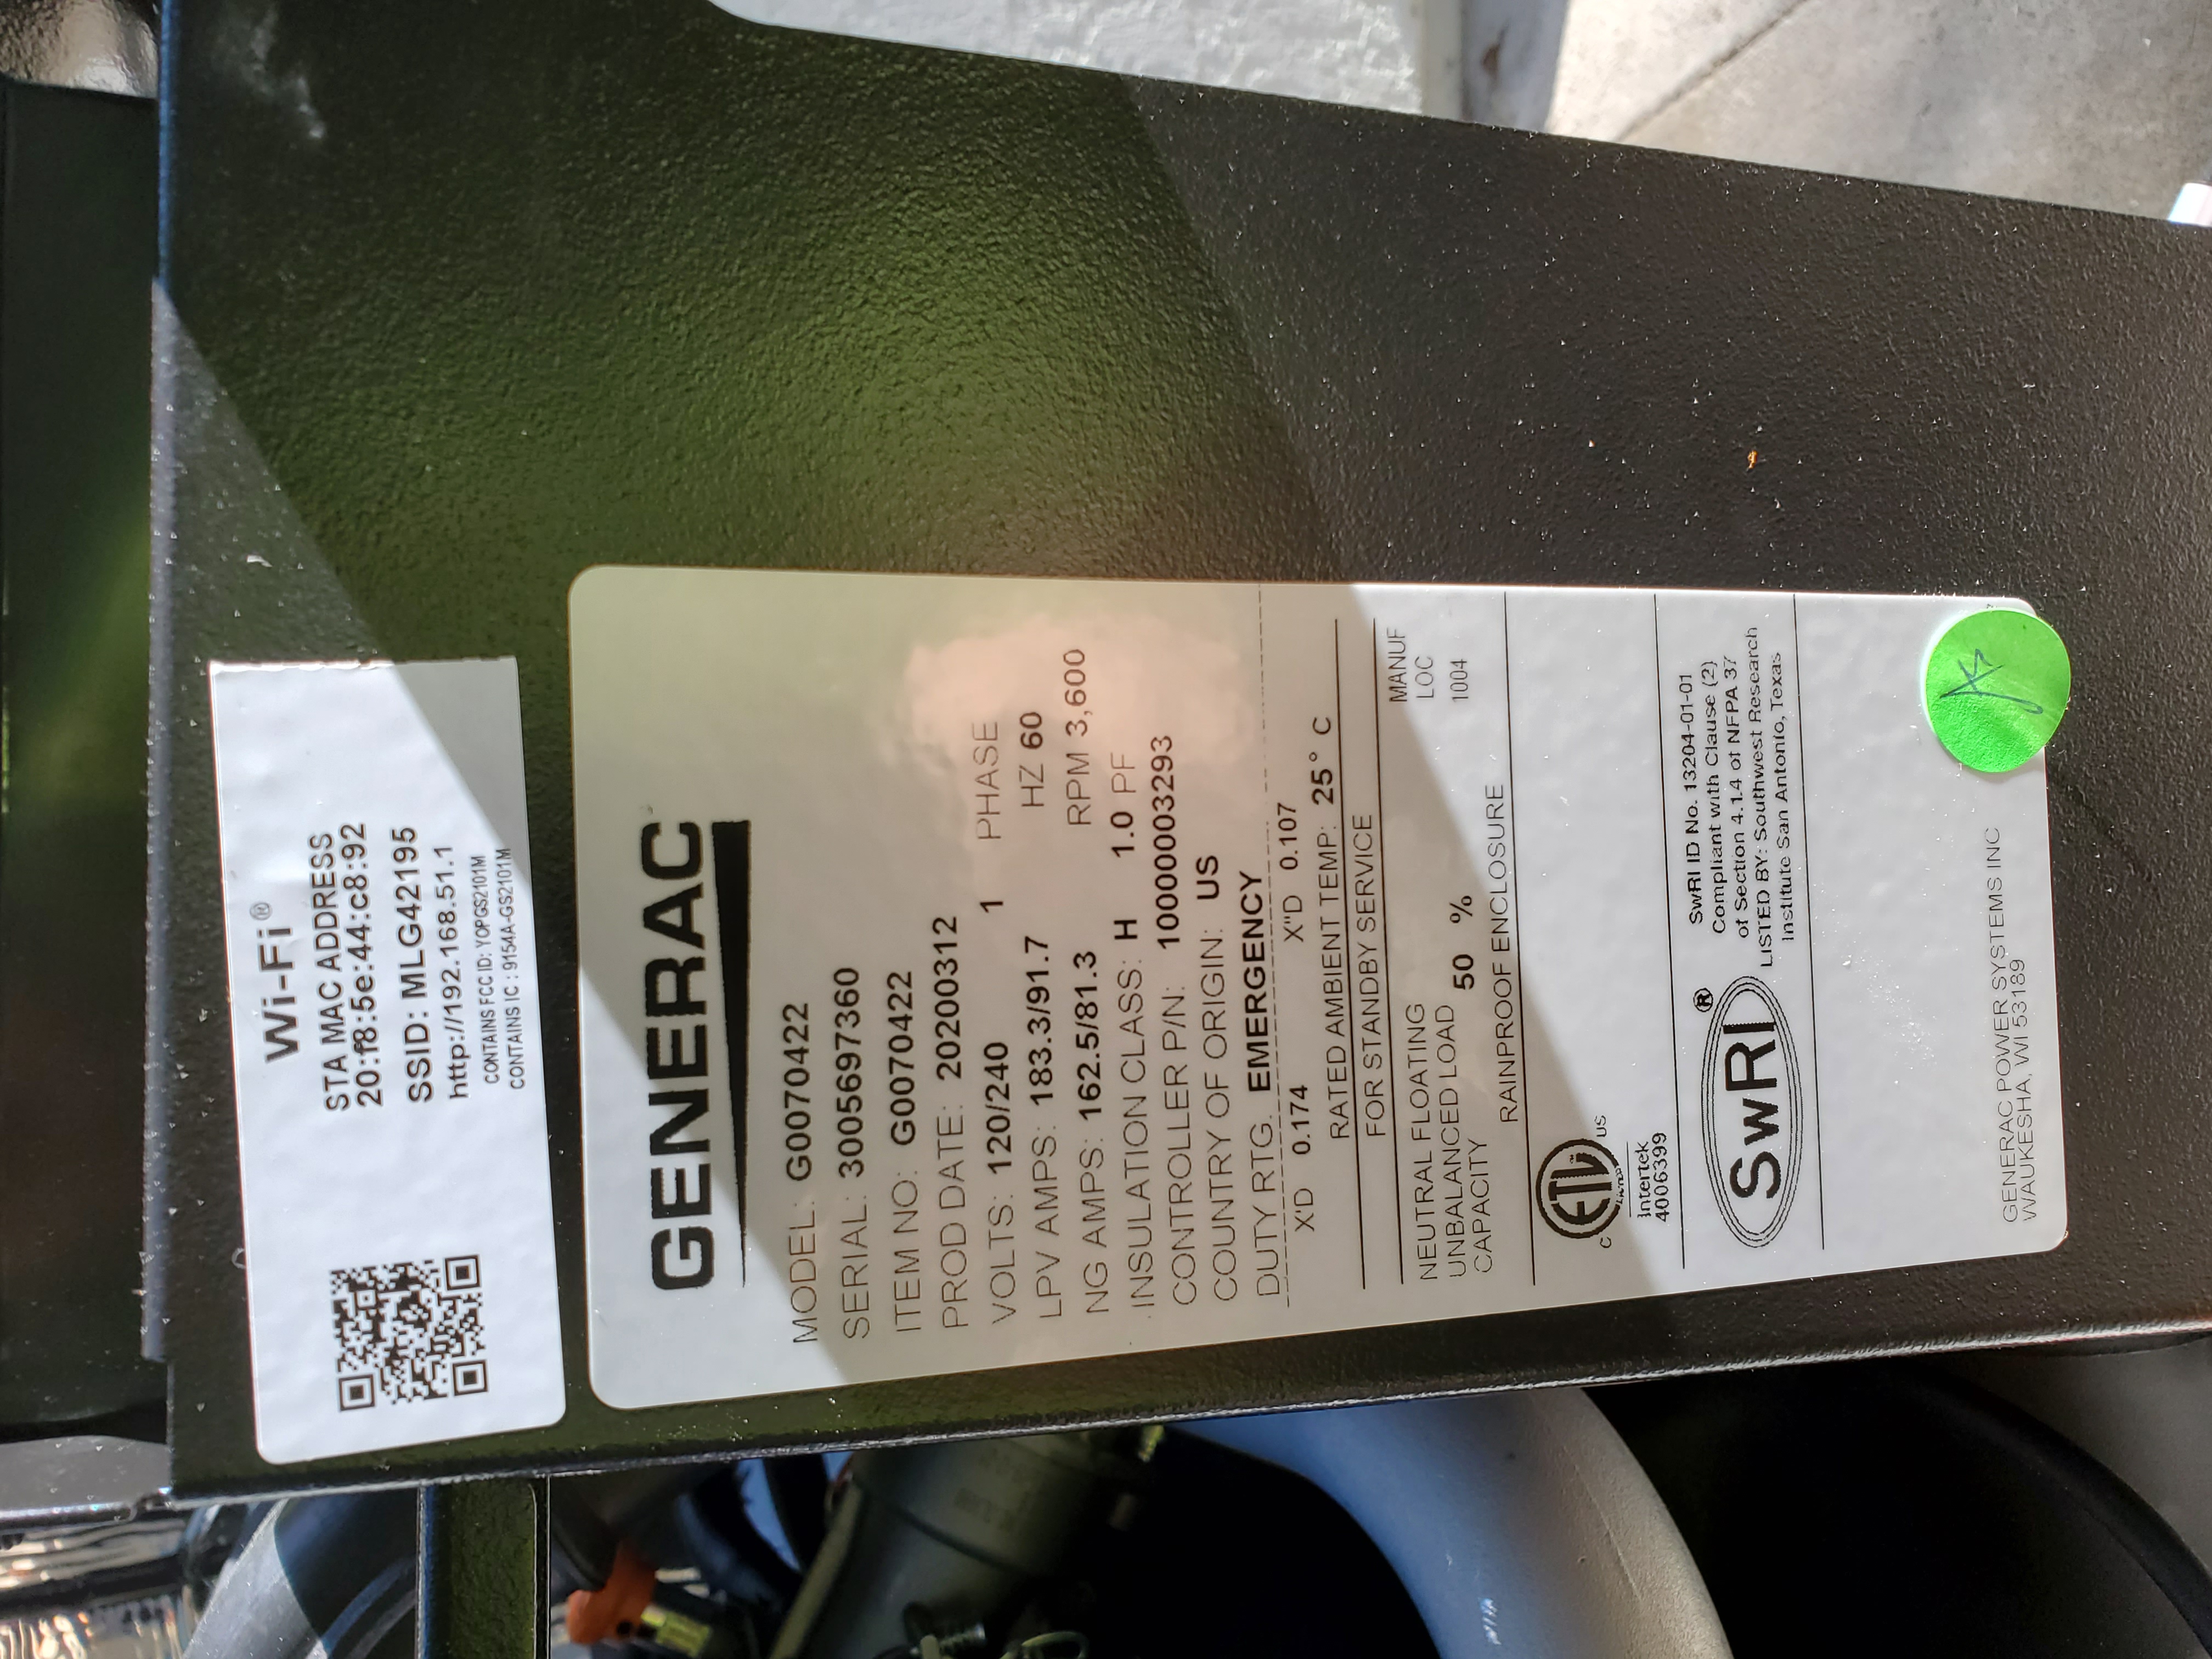 Wi-Fi®
STA MAC ADDRESS
20:f8:5e:44:c8:92
SSID: MLG42195
http://192.168.51.1
CONTAINS FCC ID: YOPGS2101M
CONTAINS IC : 9154A-GS2101M
GENERAC
MODEL: G0070422
SERIAL: 3005697360
ITEM NO: G0070422
PROD DATE: 20200312
VOLTS: 120/240 1 PHASE
LPV AMPS: 183.3/91.7 HZ 60
NG AMPS: 162.5/81.3 RPM 3,600
INSULATION CLASS: H 1.0 PF
CONTROLLER P/N: 10000003293
COUNTRY OF ORIGIN: US
DUTY RTG. EMERGENCY
X'D 0.174 X"D 0.107
RATED AMBIENT TEMP: 25° C
FOR STANDBY SERVICE
NEUTRAL FLOATING
UNBALANCED LOAD
CAPACITY 50 %
MANUF
LOC
1004
RAINPROOF ENCLOSURE
C ETL US
LISTED
Intertek
4006399
SwRI®
SwRI ID No. 13204-01-01
Compliant with Clause (2)
of Section 4.1.4 of NFPA 37
LISTED BY: Southwest Research
Institute San Antonio, Texas
GENERAC POWER SYSTEMS INC
WAUKESHA, WI 53189